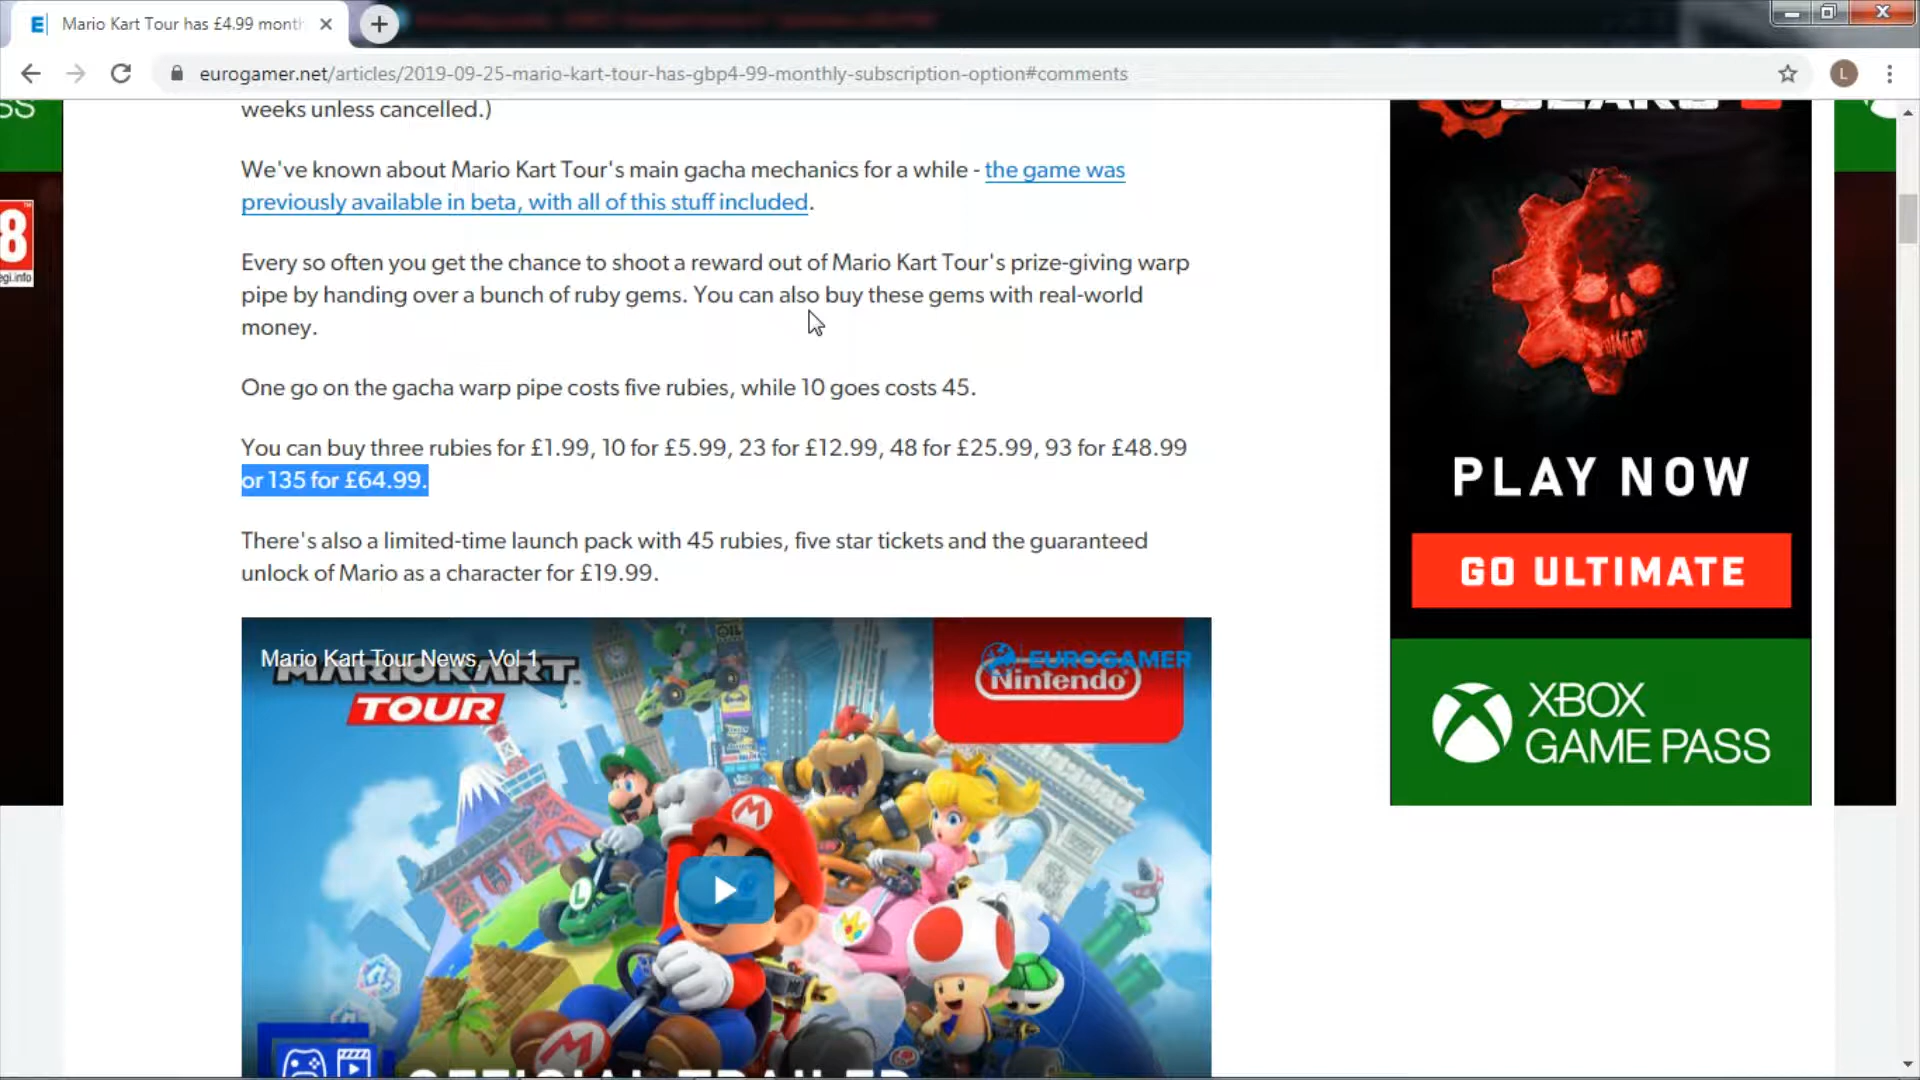 Mario Kart Tour has £4.99 month
eurogamer.net/articles/2019-09-25-mario-kart-tour-has-gbp4-99-monthly-subscription-option#comments
L
weeks unless cancelled.)
We've known about Mario Kart Tour's main gacha mechanics for a while - the game was
previously available in beta, with all of this stuff included.
Every so often you get the chance to shoot a reward out of Mario Kart Tour's prize-giving warp
pipe by handing over a bunch of ruby gems. You can also buy these gems with real-world
money.
One go on the gacha warp pipe costs five rubies, while 10 goes costs 45.
You can buy three rubies for £1.99, 10 for £5.99, 23 for £12.99, 48 for £25.99, 93 for £48.99
or 135 for £64.99.
There's also a limited-time launch pack with 45 rubies, five star tickets and the guaranteed
unlock of Mario as a character for £19.99.
Mario Kart Tour News, Vol 1
MARIOKART
TOUR
EUROGAMER
Nintendo
OIL
L
M
M
OFFICIAL TRAILER
PLAY NOW
GO ULTIMATE
XBOX
GAME PASS
SS
8
egi.info